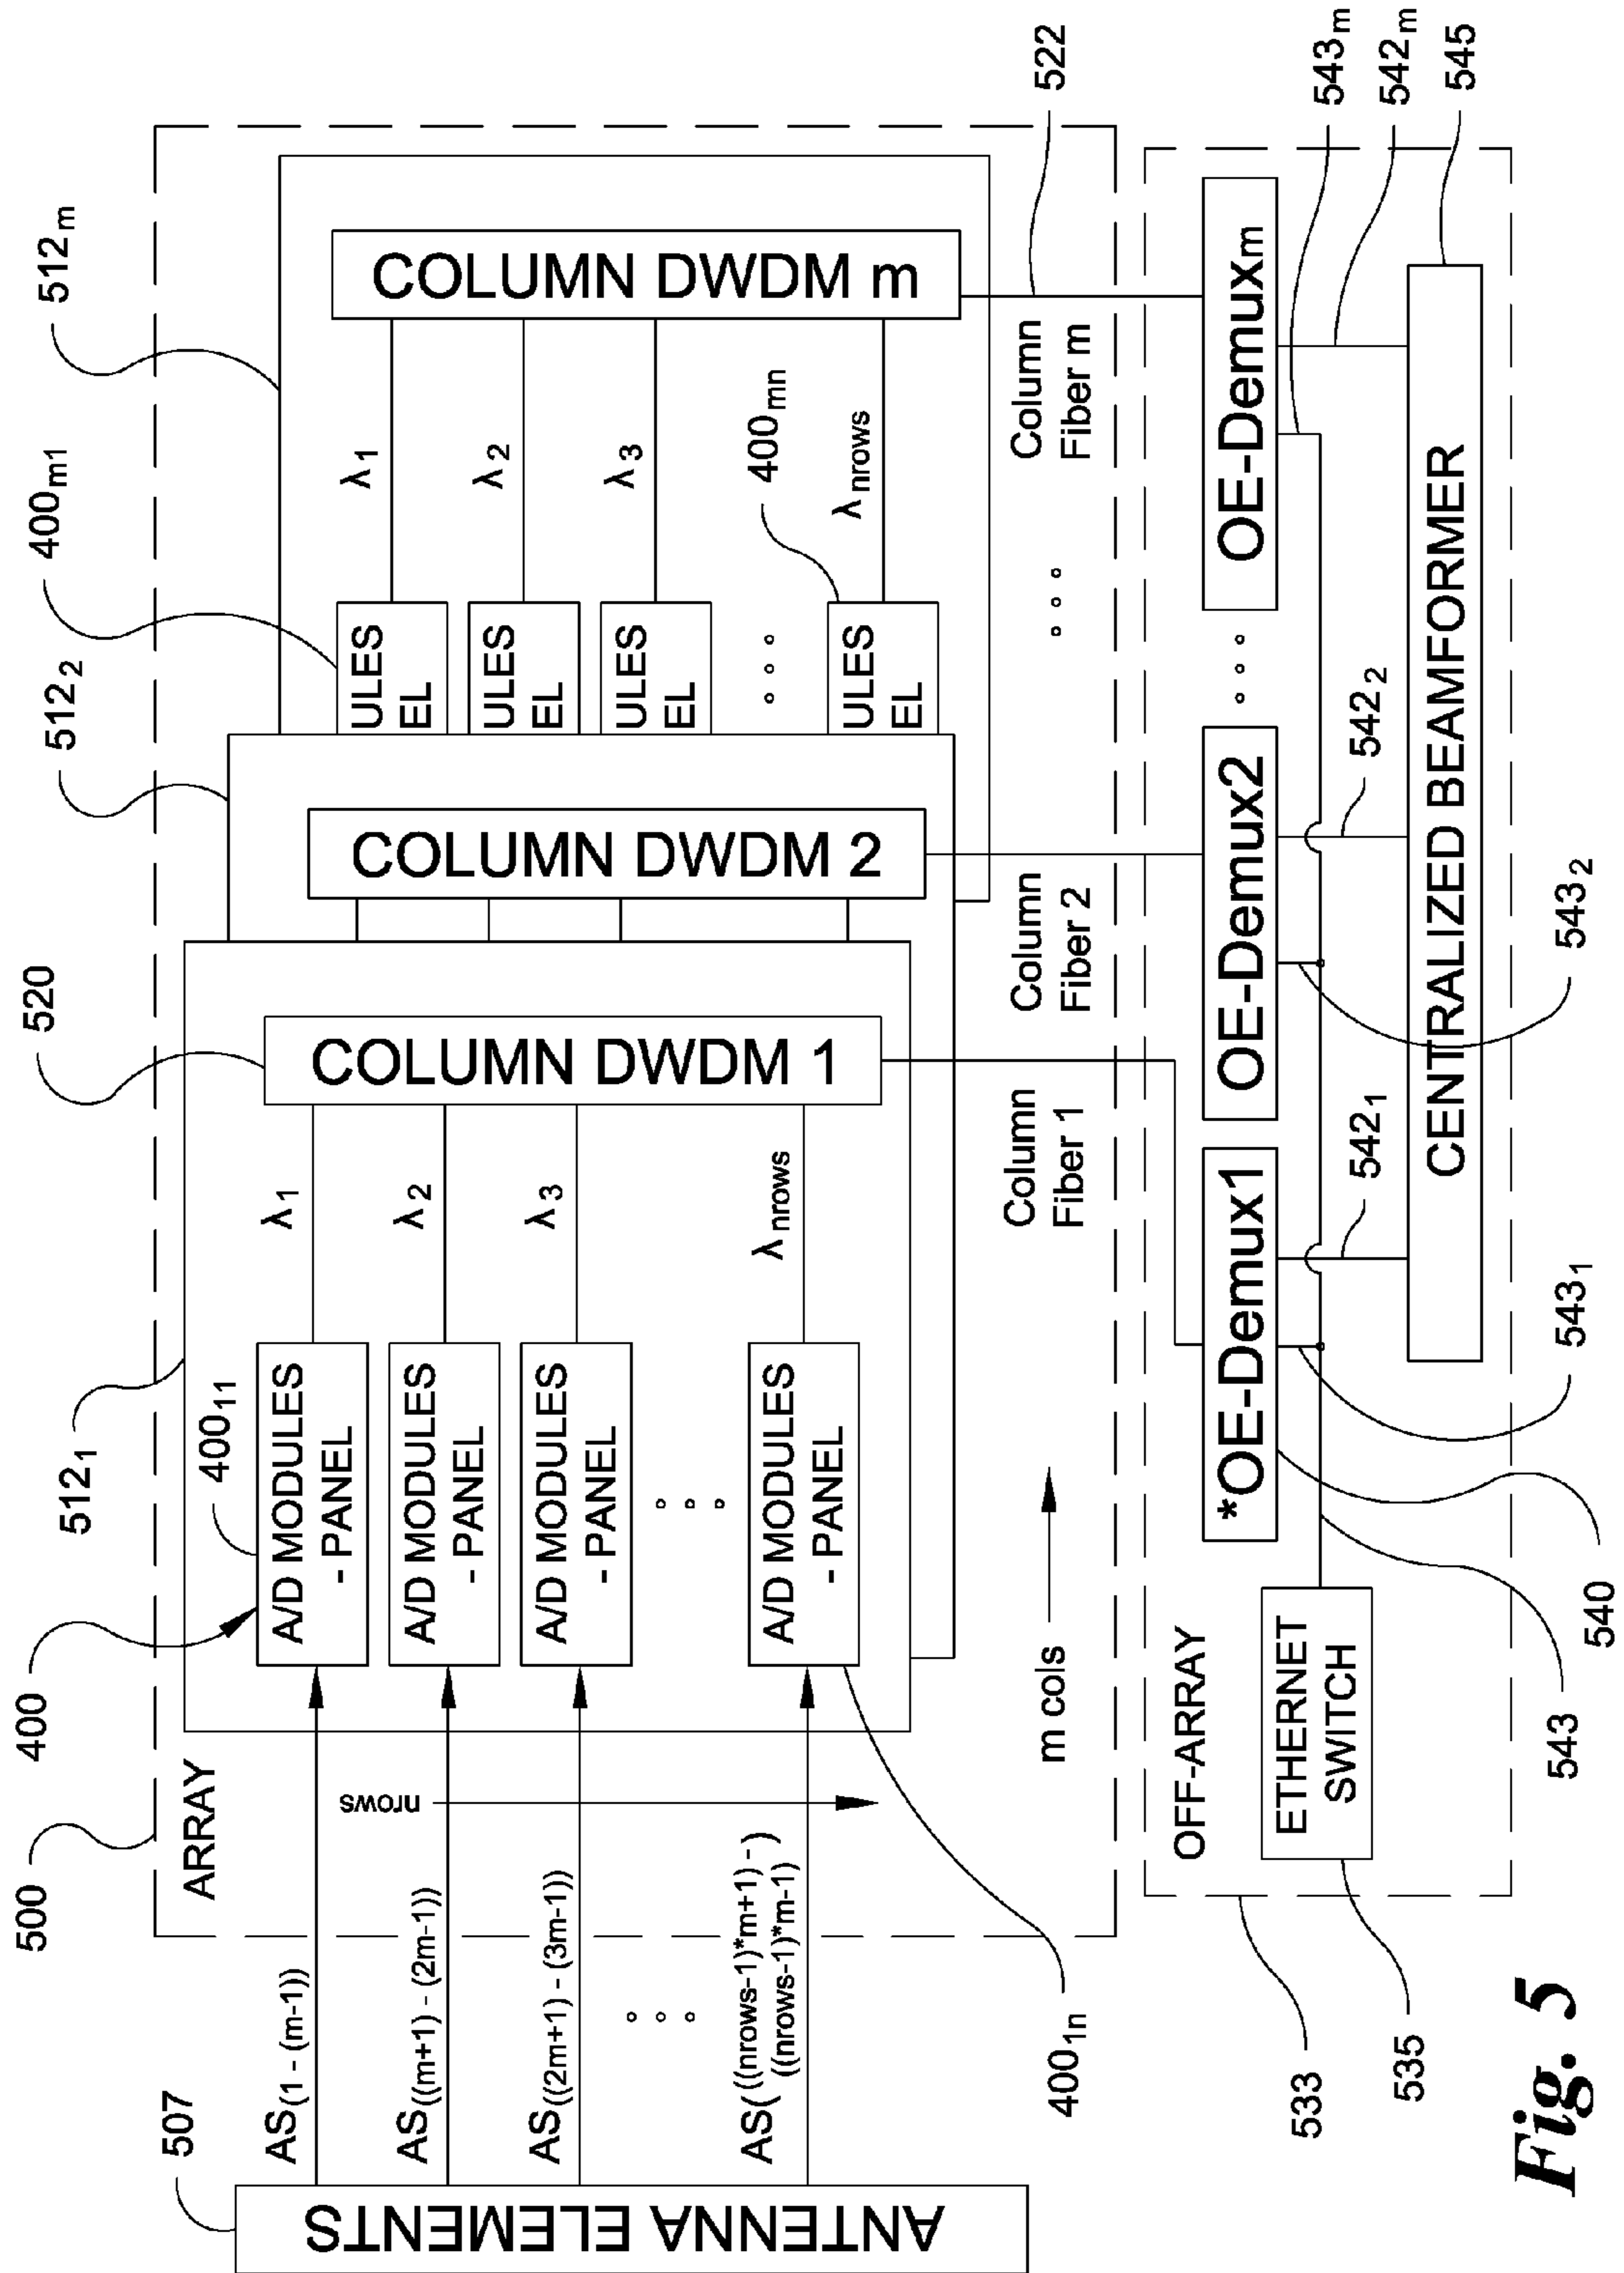 500
ARRAY
507
ANTENNA ELEMENTS
AS(1 - (m-1))
AS((m+1) - (2m-1))
AS((2m+1) - (3m-1))
AS(((nrows-1)*m+1) -
((nrows-1)*m-1))
nrows
400
400₁₁
512₁
A/D MODULES
- PANEL
A/D MODULES
- PANEL
A/D MODULES
- PANEL
A/D MODULES
- PANEL
400₁ₙ
λ₁
λ₂
λ₃
λ nrows
520
COLUMN DWDM 1
512₂
COLUMN DWDM 2
400ₘ₁
512ₘ
ULES
EL
ULES
EL
ULES
EL
ULES
EL
400ₘₙ
λ₁
λ₂
λ₃
λ nrows
COLUMN DWDM m
m cols
Column
Fiber 1
Column
Fiber 2
Column
Fiber m
522
OFF-ARRAY
533
ETHERNET
SWITCH
535
*OE-Demux1
OE-Demux2
OE-Demuxₘ
543
540
543₁
542₁
543₂
542₂
543ₘ
542ₘ
CENTRALIZED BEAMFORMER
545
Fig. 5